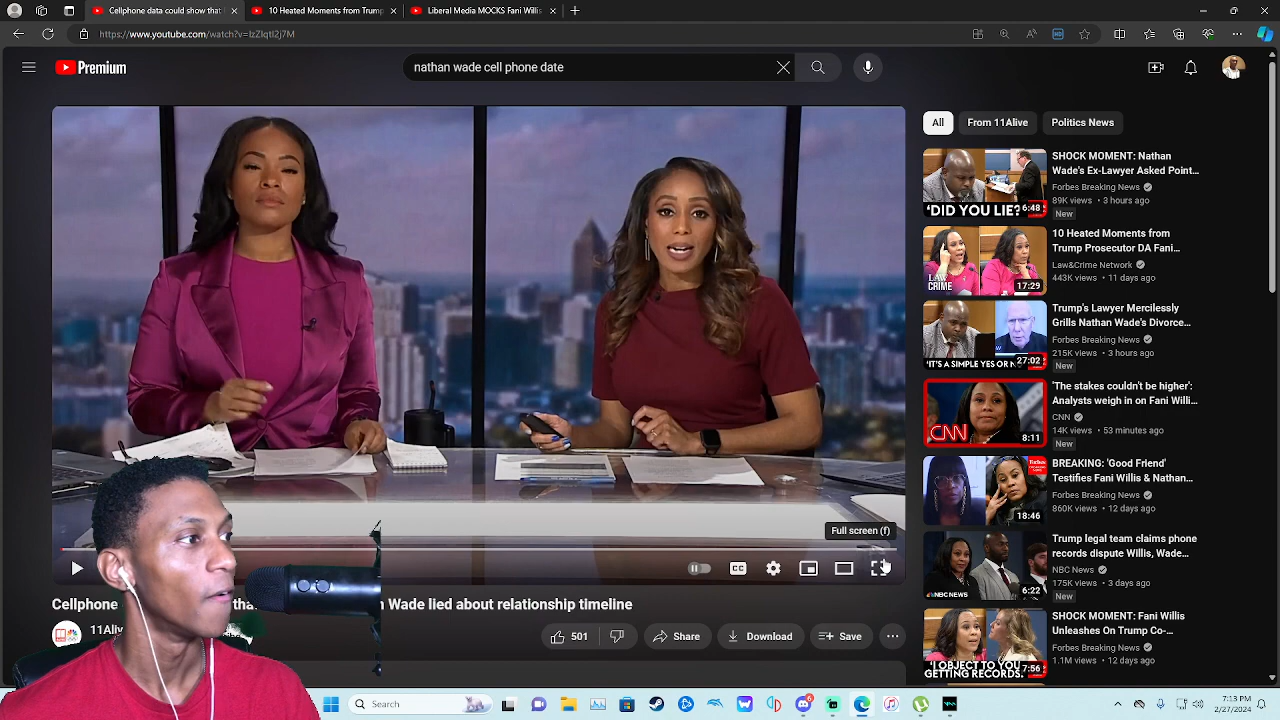 Cellphone data could show that
10 Heated Moments from Trump
Liberal Media MOCKS Fani Willi
https://www.youtube.com/watch?v=IzZIqtI2j7M
Premium
nathan wade cell phone date
All
From 11Alive
Politics News
SHOCK MOMENT: Nathan
Wade's Ex-Lawyer Asked Point...
Forbes Breaking News
89K views • 3 hours ago
New
'DID YOU LIE?'
6:48
10 Heated Moments from
Trump Prosecutor DA Fani...
Law&Crime Network
443K views • 11 days ago
LAW
CRIME
17:29
Trump's Lawyer Mercilessly
Grills Nathan Wade's Divorce...
Forbes Breaking News
215K views • 3 hours ago
New
'IT'S A SIMPLE YES OR N
27:02
'The stakes couldn't be higher':
Analysts weigh in on Fani Willi...
CNN
14K views • 53 minutes ago
New
CNN
8:11
BREAKING: 'Good Friend'
Testifies Fani Willis & Nathan...
Forbes Breaking News
860K views • 12 days ago
Forbes
18:46
Trump legal team claims phone
records dispute Willis, Wade...
NBC News
175K views • 3 days ago
New
NBC NEWS
6:22
SHOCK MOMENT: Fani Willis
Unleashes On Trump Co-...
Forbes Breaking News
1.1M views • 12 days ago
'I OBJECT TO YOU
GETTING RECORDS.'
7:56
Full screen (f)
Cellphone
tha
n Wade lied about relationship timeline
11Aliv
501
Share
Download
Save
Search
7:13 PM
2/27/2024